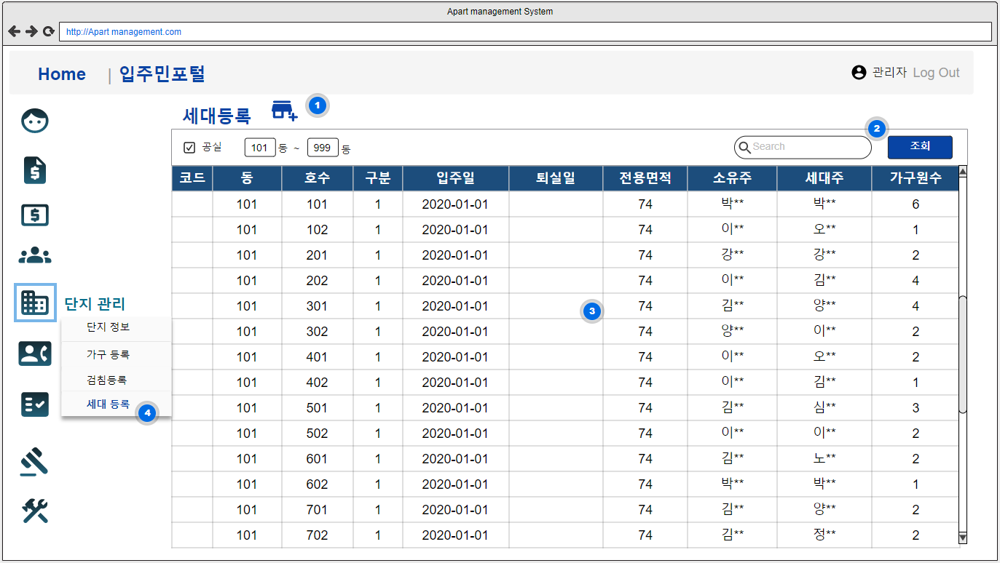 Apart management System
http://Apart management.com
Home | 입주민포털 관리자 Log Out
세대등록 1
2
공실 101 동 ~ 999 동 Search 조회
코드 동 호수 구분 입주일 퇴실일 전용면적 소유주 세대주 가구원수
101 101 1 2020-01-01 74 박** 박** 6
101 102 1 2020-01-01 74 이** 오** 1
101 201 1 2020-01-01 74 강** 강** 2
101 202 1 2020-01-01 74 이** 김** 4
101 301 1 2020-01-01 74 김** 양** 4
3
101 302 1 2020-01-01 74 양** 이** 2
101 401 1 2020-01-01 74 이** 오** 2
101 402 1 2020-01-01 74 이** 김** 1
101 501 1 2020-01-01 74 김** 심** 3
101 502 1 2020-01-01 74 이** 이** 2
101 601 1 2020-01-01 74 김** 노** 2
101 602 1 2020-01-01 74 박** 박** 1
101 701 1 2020-01-01 74 김** 양** 2
101 702 1 2020-01-01 74 김** 정** 2
단지 관리
단지 정보
가구 등록
검침등록
세대 등록
4